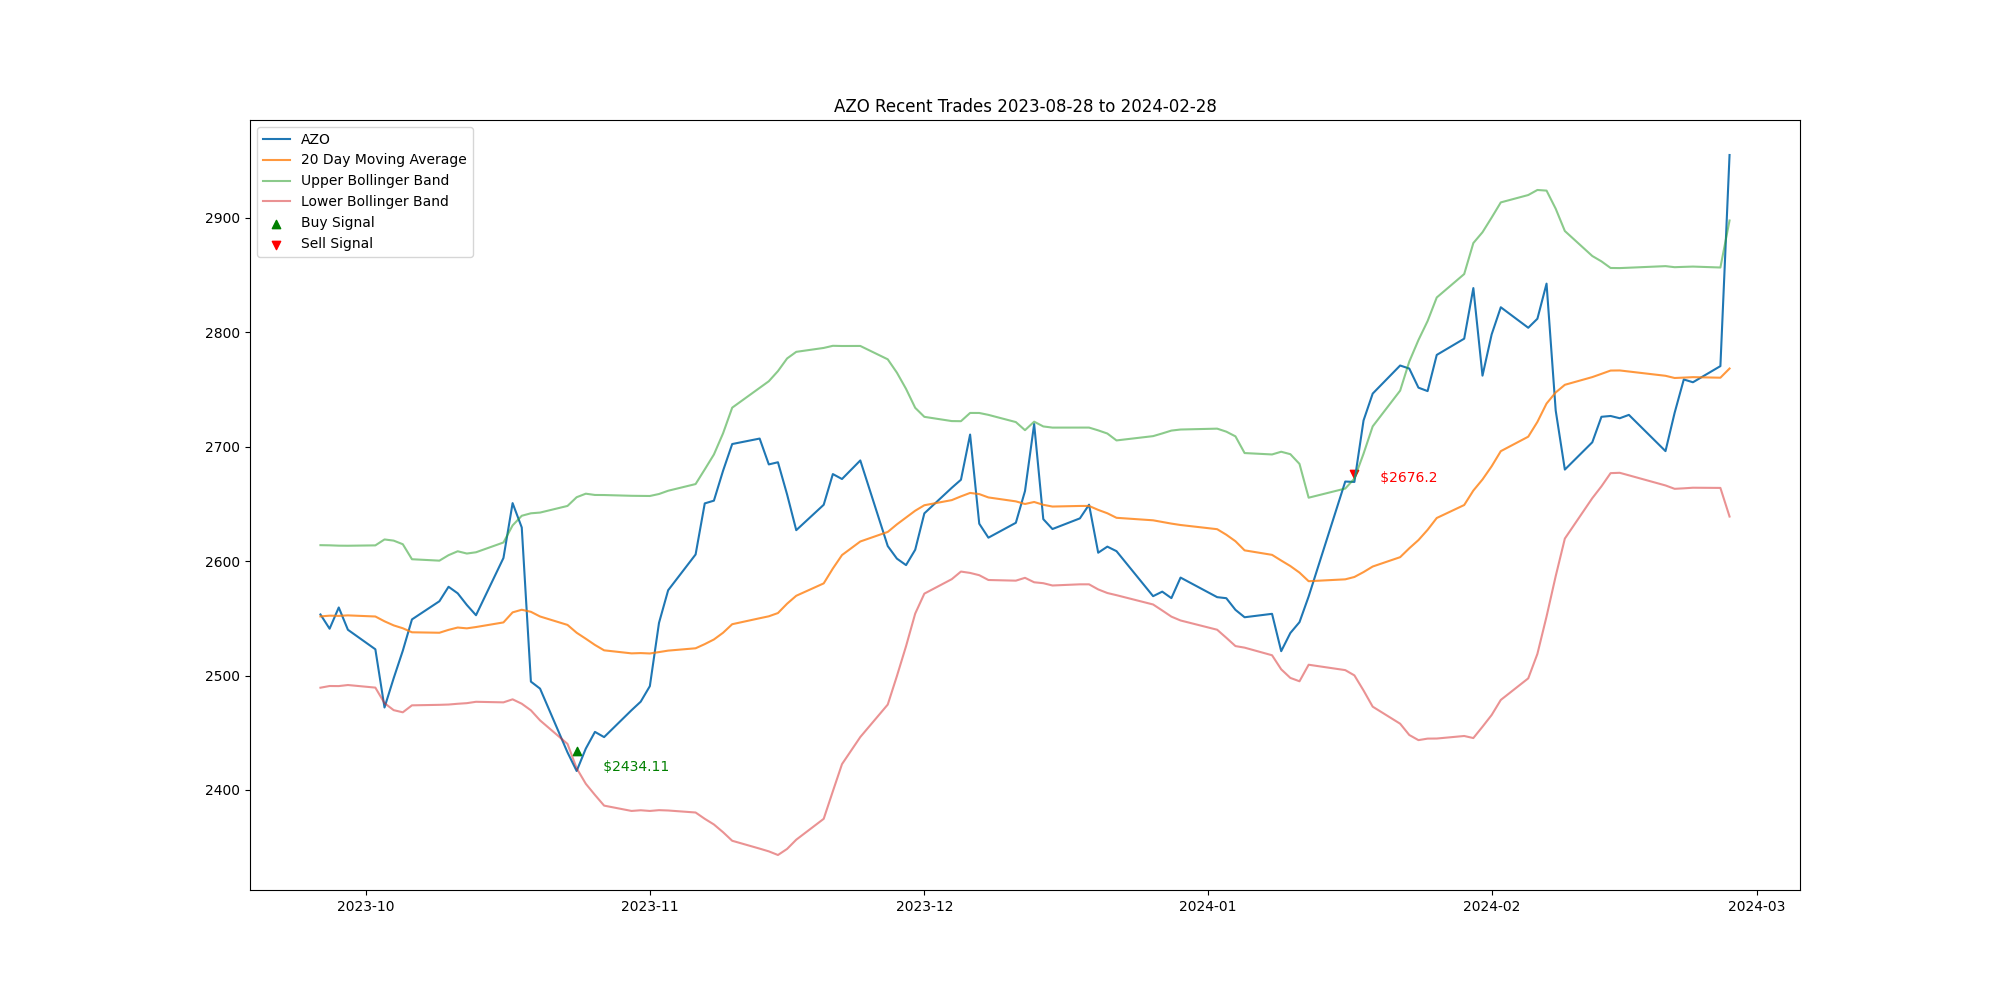 AZO Recent Trades 2023-08-28 to 2024-02-28
AZO
20 Day Moving Average
Upper Bollinger Band
Lower Bollinger Band
Buy Signal
Sell Signal
2900
2800
2700
2600
2500
2400
$2676.2
$2434.11
2023-10 2023-11 2023-12 2024-01 2024-02 2024-03